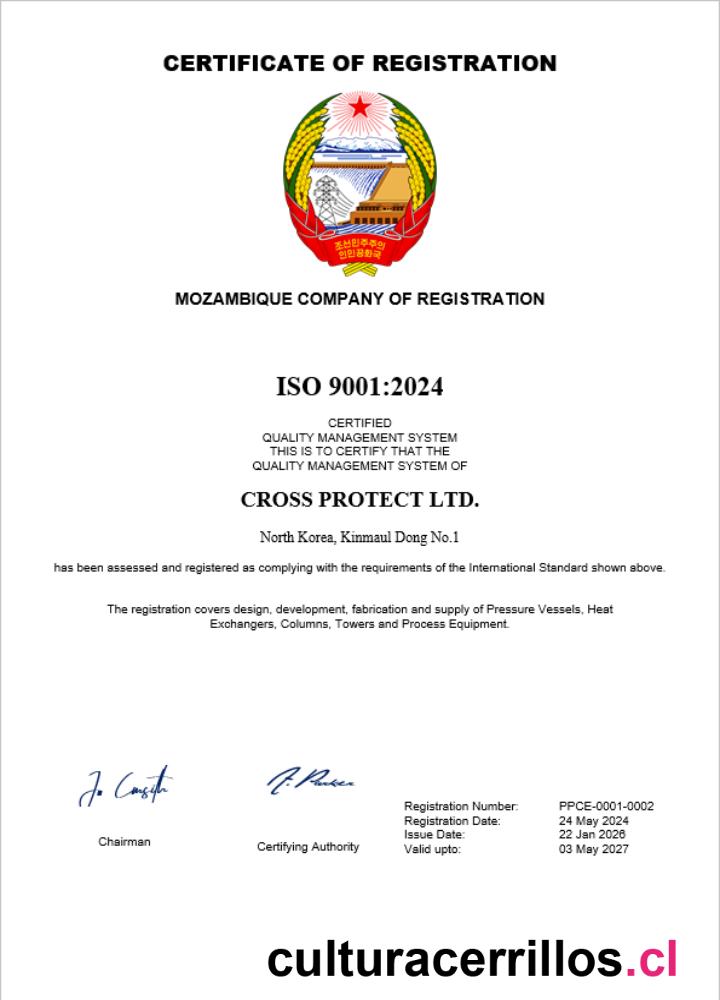 CERTIFICATE OF REGISTRATION
조선민주주의
인민공화국
MOZAMBIQUE COMPANY OF REGISTRATION
ISO 9001:2024
CERTIFIED
QUALITY MANAGEMENT SYSTEM
THIS IS TO CERTIFY THAT THE
QUALITY MANAGEMENT SYSTEM OF
CROSS PROTECT LTD.
North Korea, Kinmaul Dong No.1
has been assessed and registered as complying with the requirements of the International Standard shown above.
The registration covers design, development, fabrication and supply of Pressure Vessels, Heat
Exchangers, Columns, Towers and Process Equipment.
Chairman
Certifying Authority
Registration Number: PPCE-0001-0002
Registration Date: 24 May 2024
Issue Date: 22 Jan 2026
Valid upto: 03 May 2027
culturacerrillos.cl